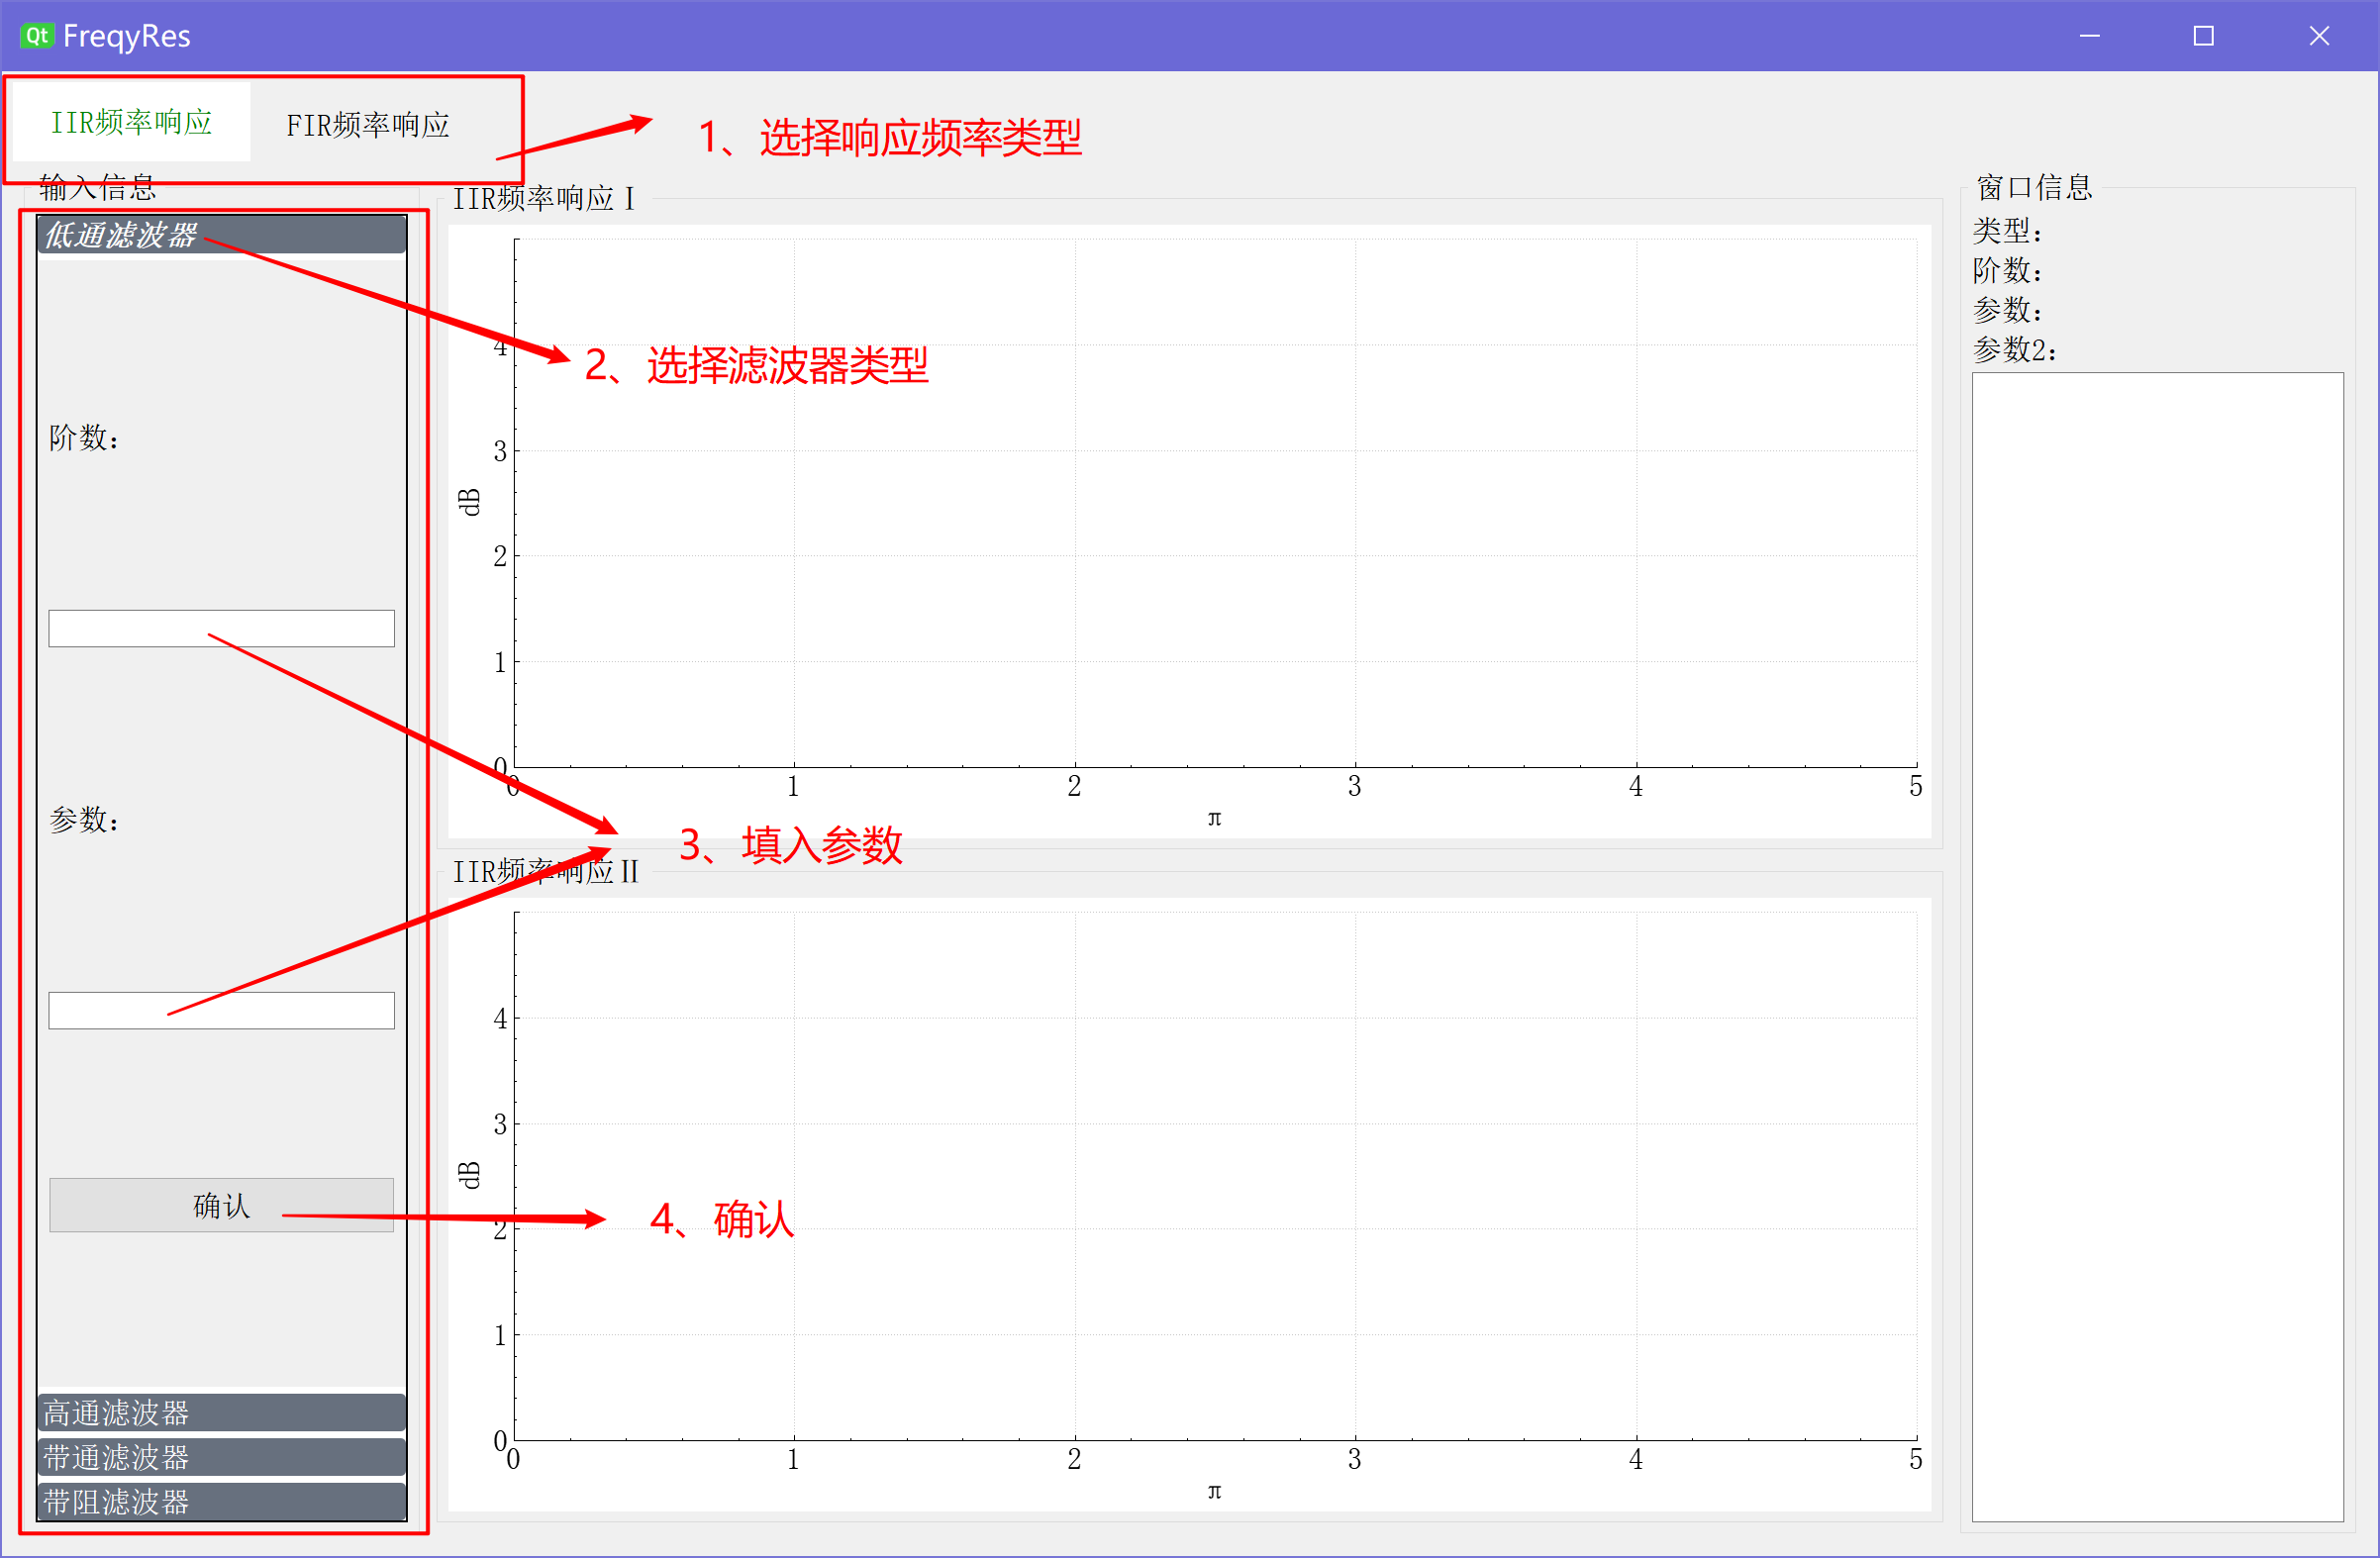 Qt FreqyRes
IIR频率响应
FIR频率响应
1、选择响应频率类型
输入信息
低通滤波器
2、选择滤波器类型
阶数：
参数：
3、填入参数
确认
4、确认
高通滤波器
带通滤波器
带阻滤波器
IIR频率响应Ⅰ
dB
4
3
2
1
0
0 1 2 3 4 5
π
IIR频率响应Ⅱ
dB
4
3
2
1
0
0 1 2 3 4 5
π
窗口信息
类型：
阶数：
参数：
参数2：